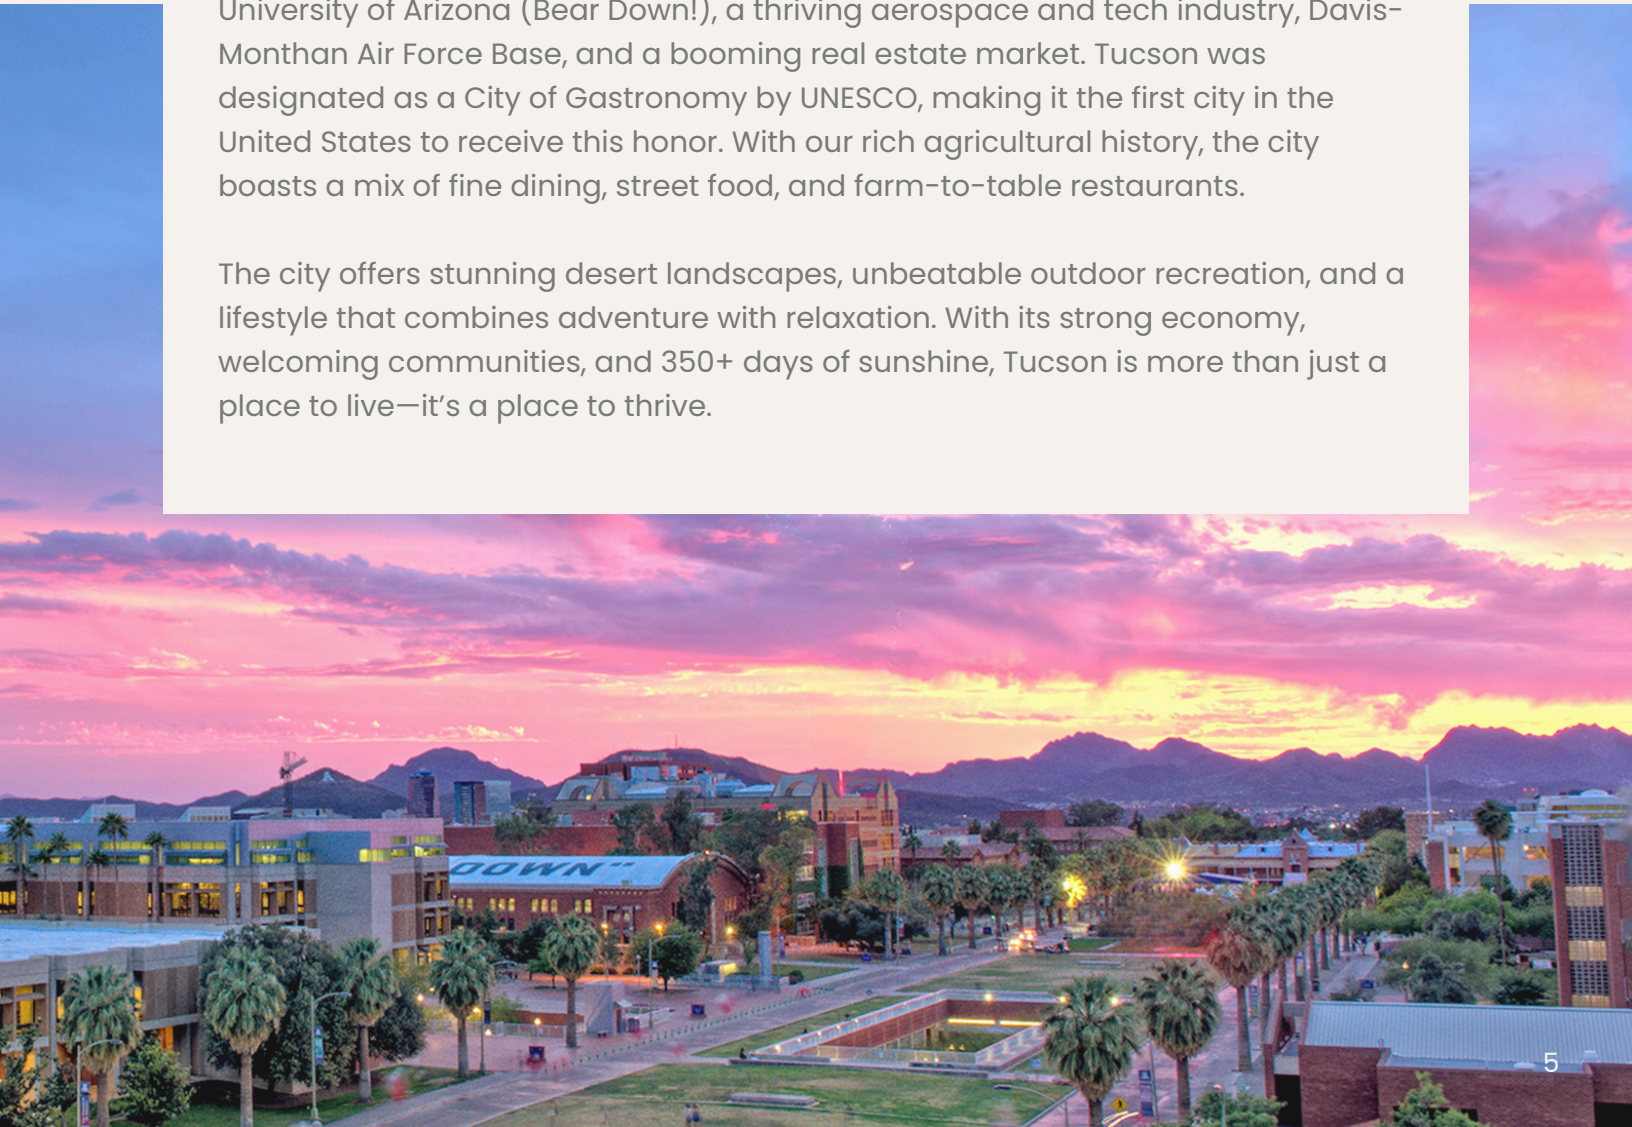 University of Arizona (Bear Down!), a thriving aerospace and tech industry, Davis-
Monthan Air Force Base, and a booming real estate market. Tucson was
designated as a City of Gastronomy by UNESCO, making it the first city in the
United States to receive this honor. With our rich agricultural history, the city
boasts a mix of fine dining, street food, and farm-to-table restaurants.
The city offers stunning desert landscapes, unbeatable outdoor recreation, and a
lifestyle that combines adventure with relaxation. With its strong economy,
welcoming communities, and 350+ days of sunshine, Tucson is more than just a
place to live—it’s a place to thrive.
DOWN"
5